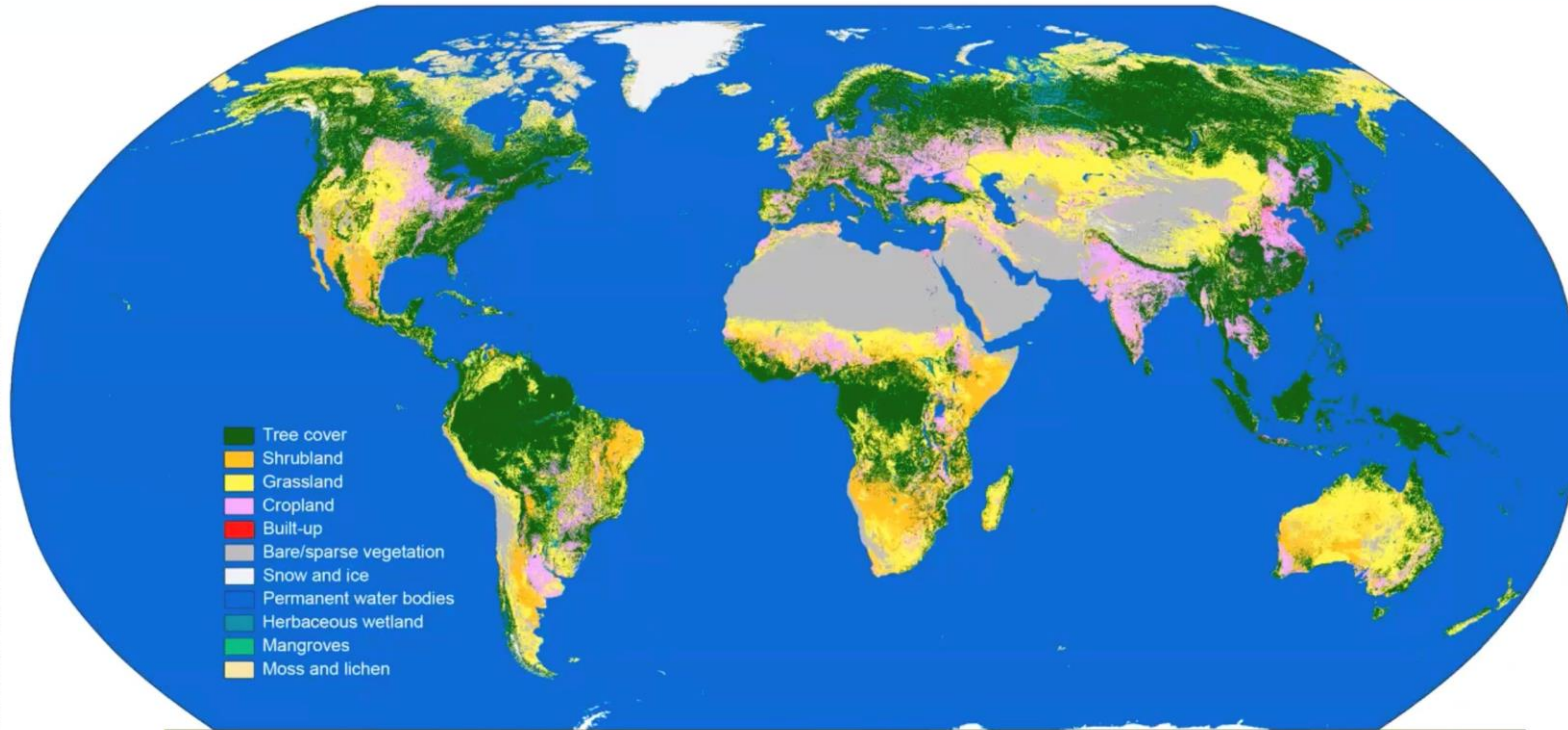 Tree cover
Shrubland
Grassland
Cropland
Built-up
Bare/sparse vegetation
Snow and ice
Permanent water bodies
Herbaceous wetland
Mangroves
Moss and lichen